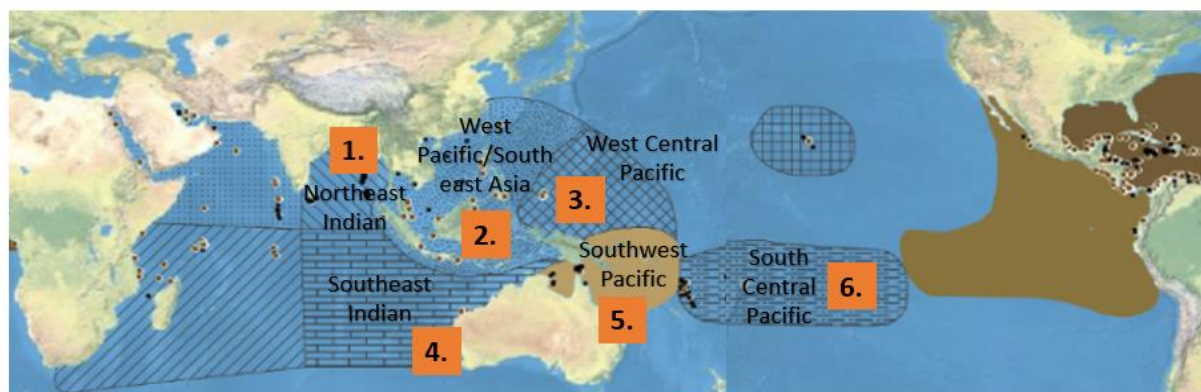 1.
Northeast
Indian
West
Pacific/South
east Asia
2.
West Central
Pacific
3.
Southeast
Indian
4.
Southwest
Pacific
5.
South
Central
Pacific
6.